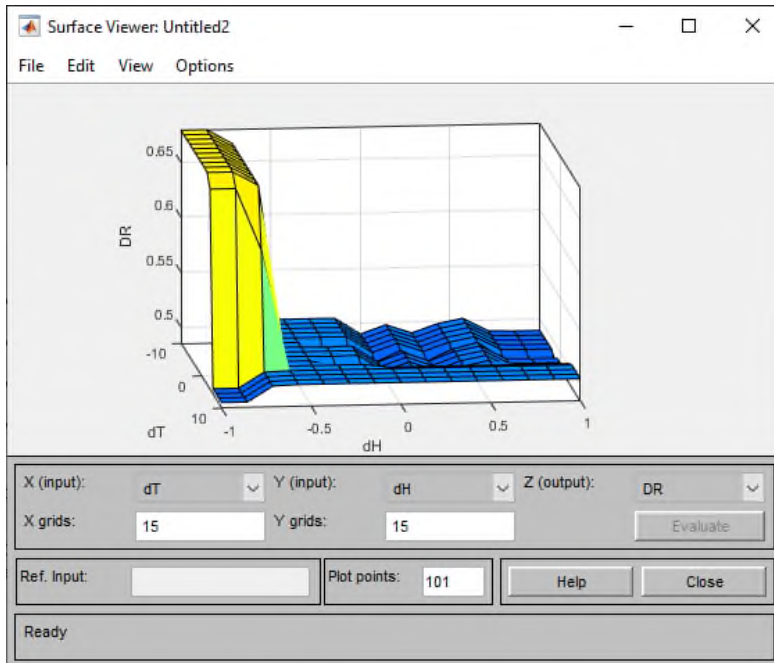 Surface Viewer: Untitled2
File Edit View Options
0.65
0.6
0.55
0.5
DR
-10
0
10
dT
-1
-0.5
0
0.5
1
dH
X (input): dT Y (input): dH Z (output): DR
X grids: 15 Y grids: 15 Evaluate
Ref. Input: Plot points: 101 Help Close
Ready